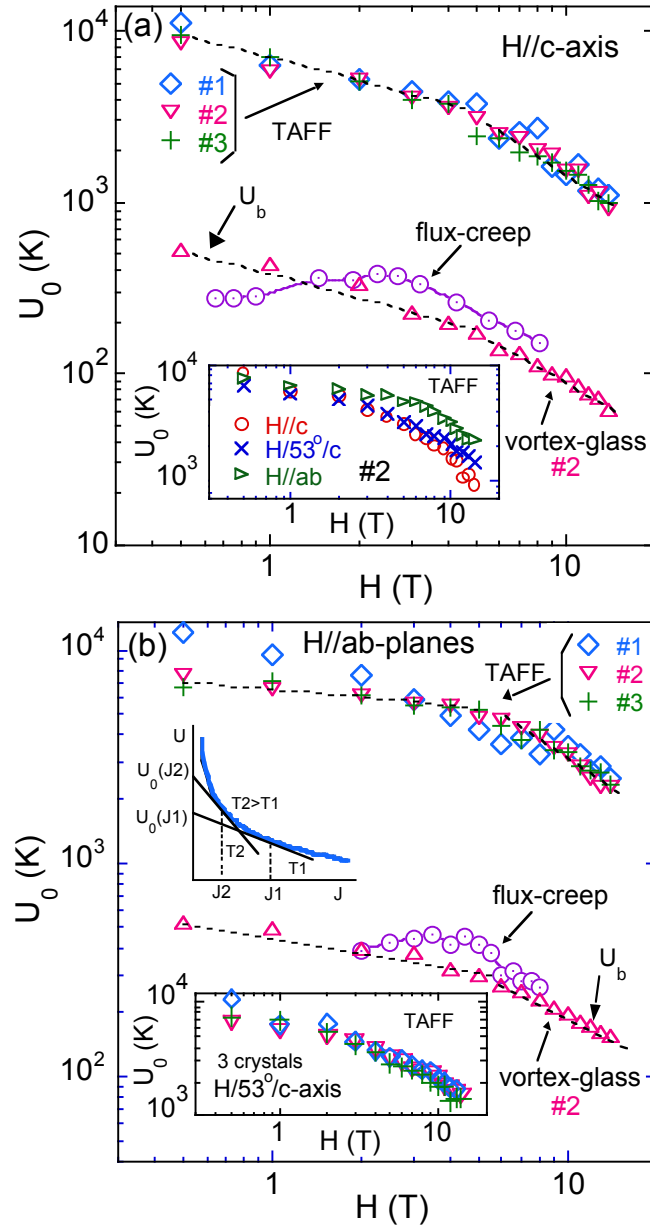 (a)
H//c-axis
#1
#2
#3
TAFF
U_b
flux-creep
vortex-glass
#2
U_0 (K)
10^4
10^3
10^2
10
1
10
H (T)
TAFF
H//c
H/53°/c
H//ab
#2
U_0 (K)
10^4
10^3
1
10
H (T)
(b)
H//ab-planes
#1
#2
#3
TAFF
U
U_0(J2)
U_0(J1)
T2>T1
T2
T1
J2
J1
J
flux-creep
U_b
vortex-glass
#2
U_0 (K)
10^4
10^3
10^2
1
10
H (T)
TAFF
3 crystals
H/53°/c-axis
U_0 (K)
10^4
10^3
1
10
H (T)